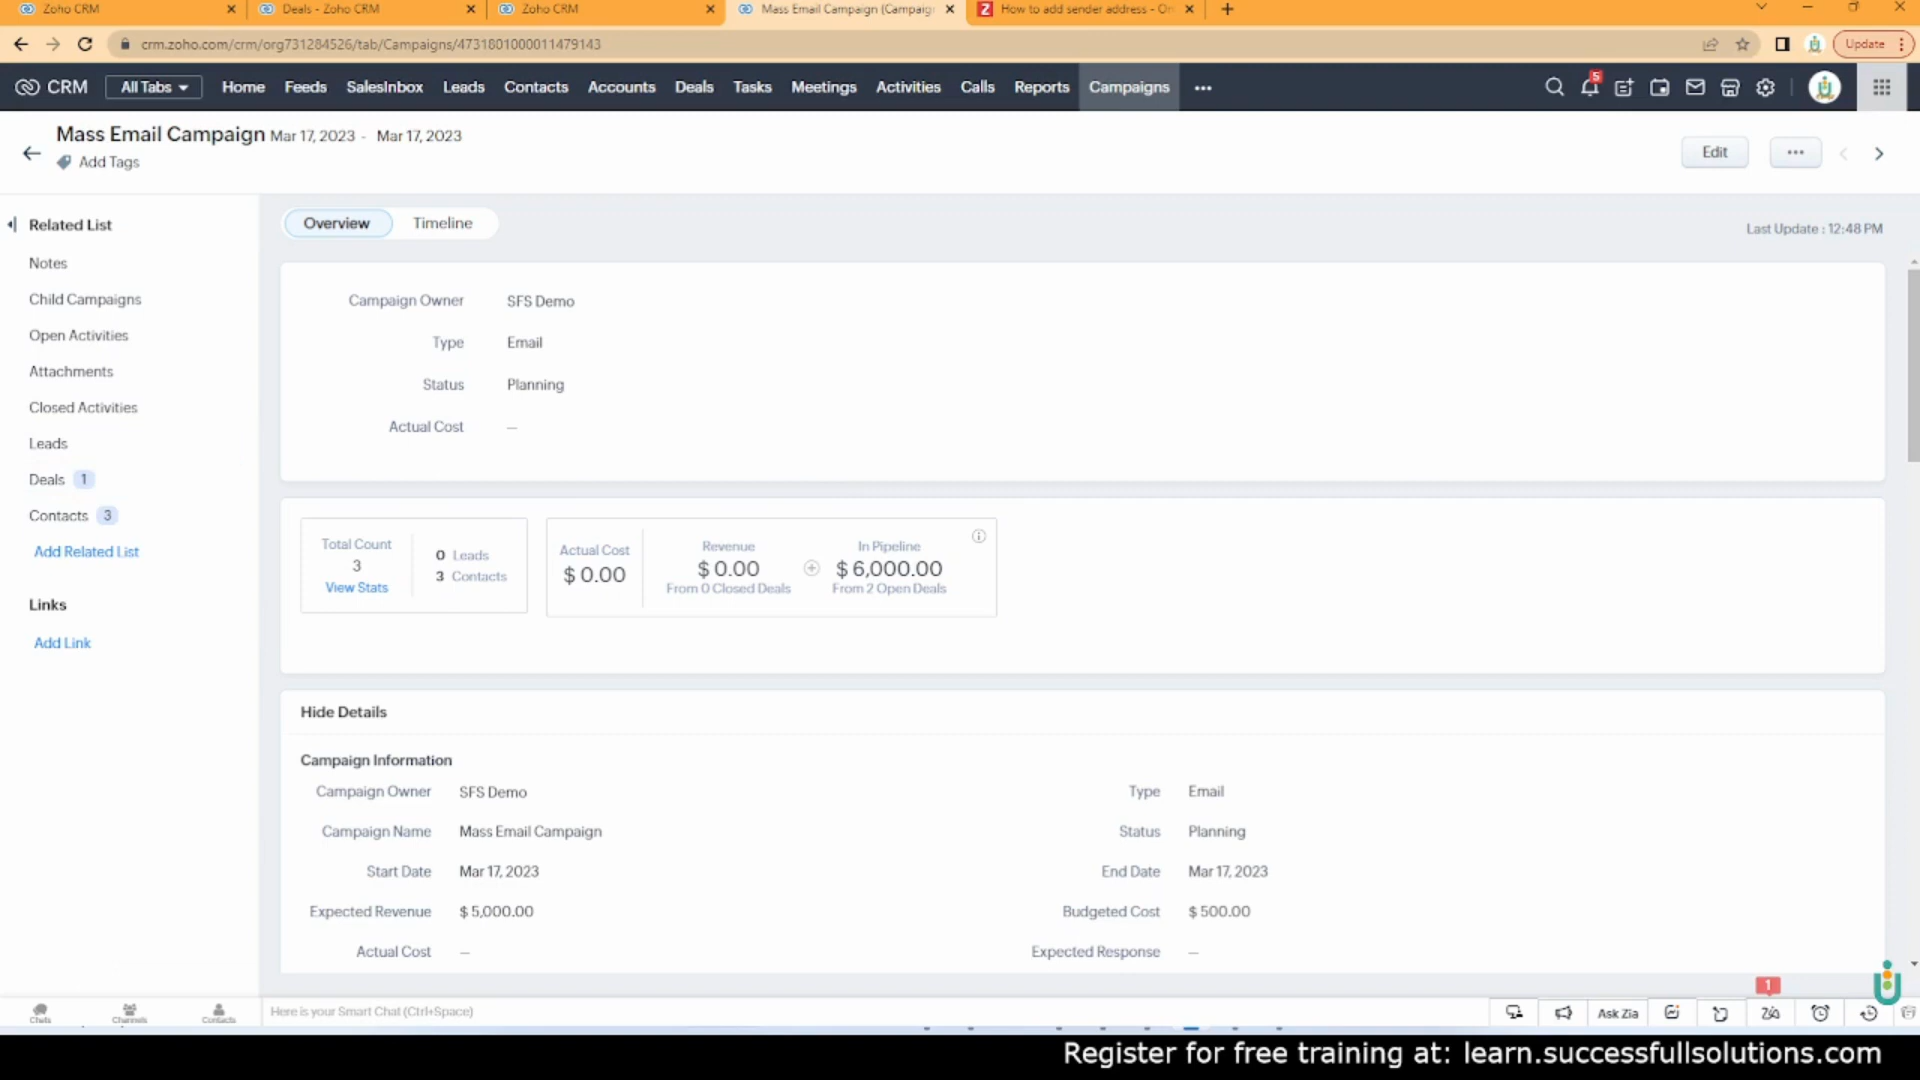 Zoho CRM
Deals - Zoho CRM
Zoho CRM
Mass Email Campaign (Campaign
How to add sender address - On
crm.zoho.com/crm/org731284526/tab/Campaigns/4731801000011479143
Update
CRM
All Tabs
Home
Feeds
SalesInbox
Leads
Contacts
Accounts
Deals
Tasks
Meetings
Activities
Calls
Reports
Campaigns
5
Mass Email Campaign Mar 17, 2023 - Mar 17, 2023
Add Tags
Edit
Related List
Notes
Child Campaigns
Open Activities
Attachments
Closed Activities
Leads
Deals 1
Contacts 3
Add Related List
Links
Add Link
Overview
Timeline
Last Update : 12:48 PM
Campaign Owner SFS Demo
Type Email
Status Planning
Actual Cost —
Total Count
3
View Stats
0 Leads
3 Contacts
Actual Cost
$ 0.00
Revenue
$ 0.00
From 0 Closed Deals
In Pipeline
$ 6,000.00
From 2 Open Deals
Hide Details
Campaign Information
Campaign Owner SFS Demo
Type Email
Campaign Name Mass Email Campaign
Status Planning
Start Date Mar 17, 2023
End Date Mar 17, 2023
Expected Revenue $ 5,000.00
Budgeted Cost $ 500.00
Actual Cost —
Expected Response —
1
Chats
Channels
Contacts
Here is your Smart Chat (Ctrl+Space)
Ask Zia
Register for free training at: learn.successfullsolutions.com